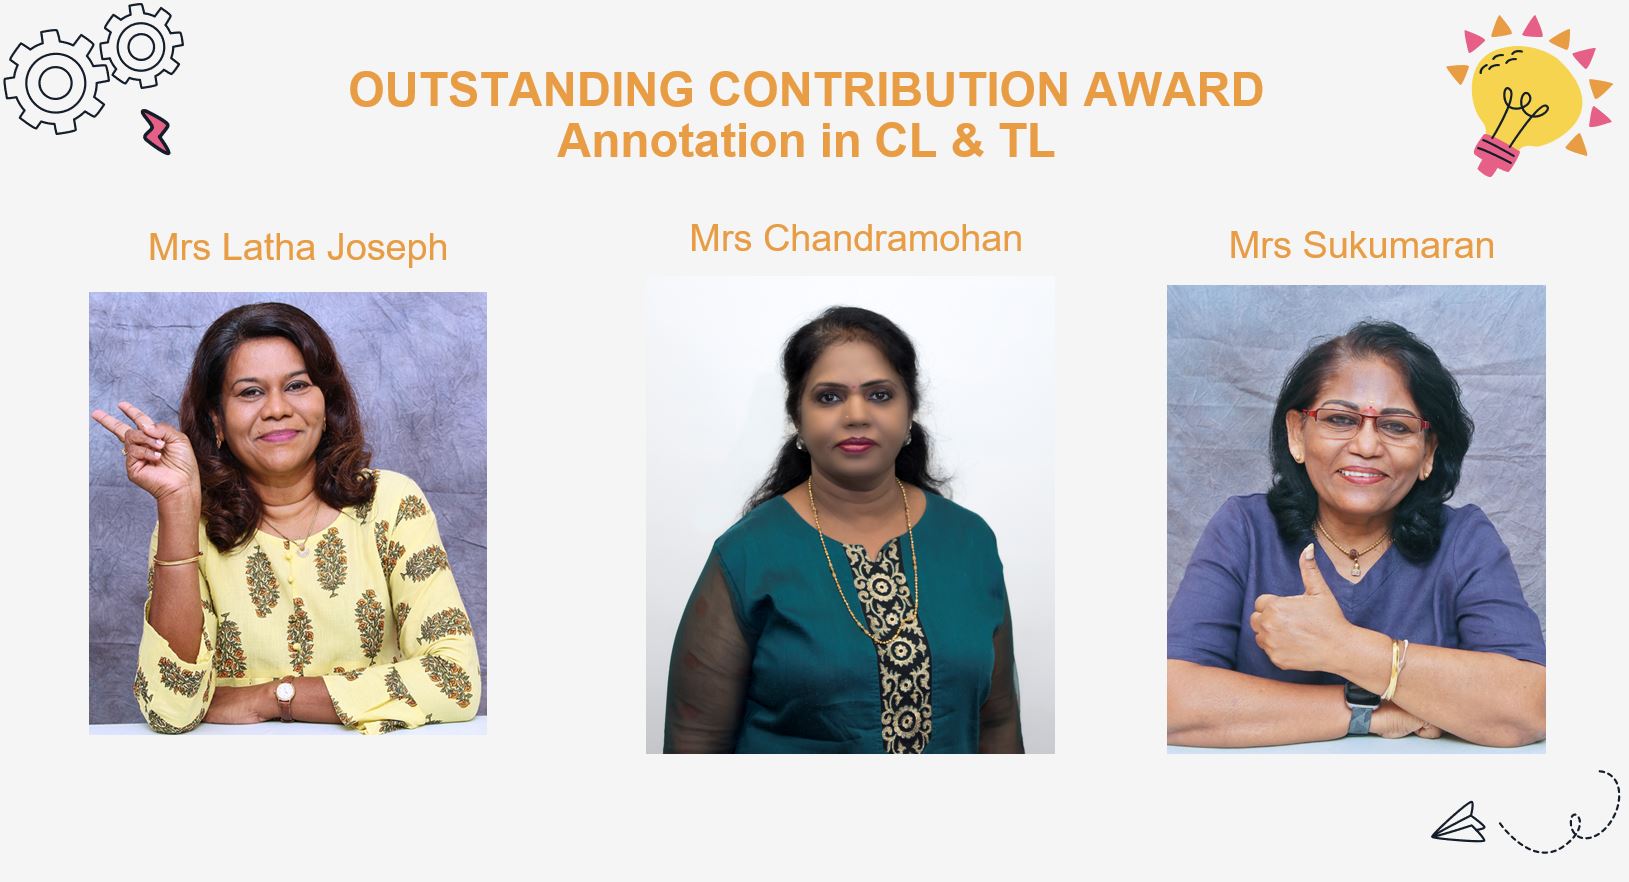 OUTSTANDING CONTRIBUTION AWARD
Annotation in CL & TL
Mrs Latha Joseph
Mrs Chandramohan
Mrs Sukumaran